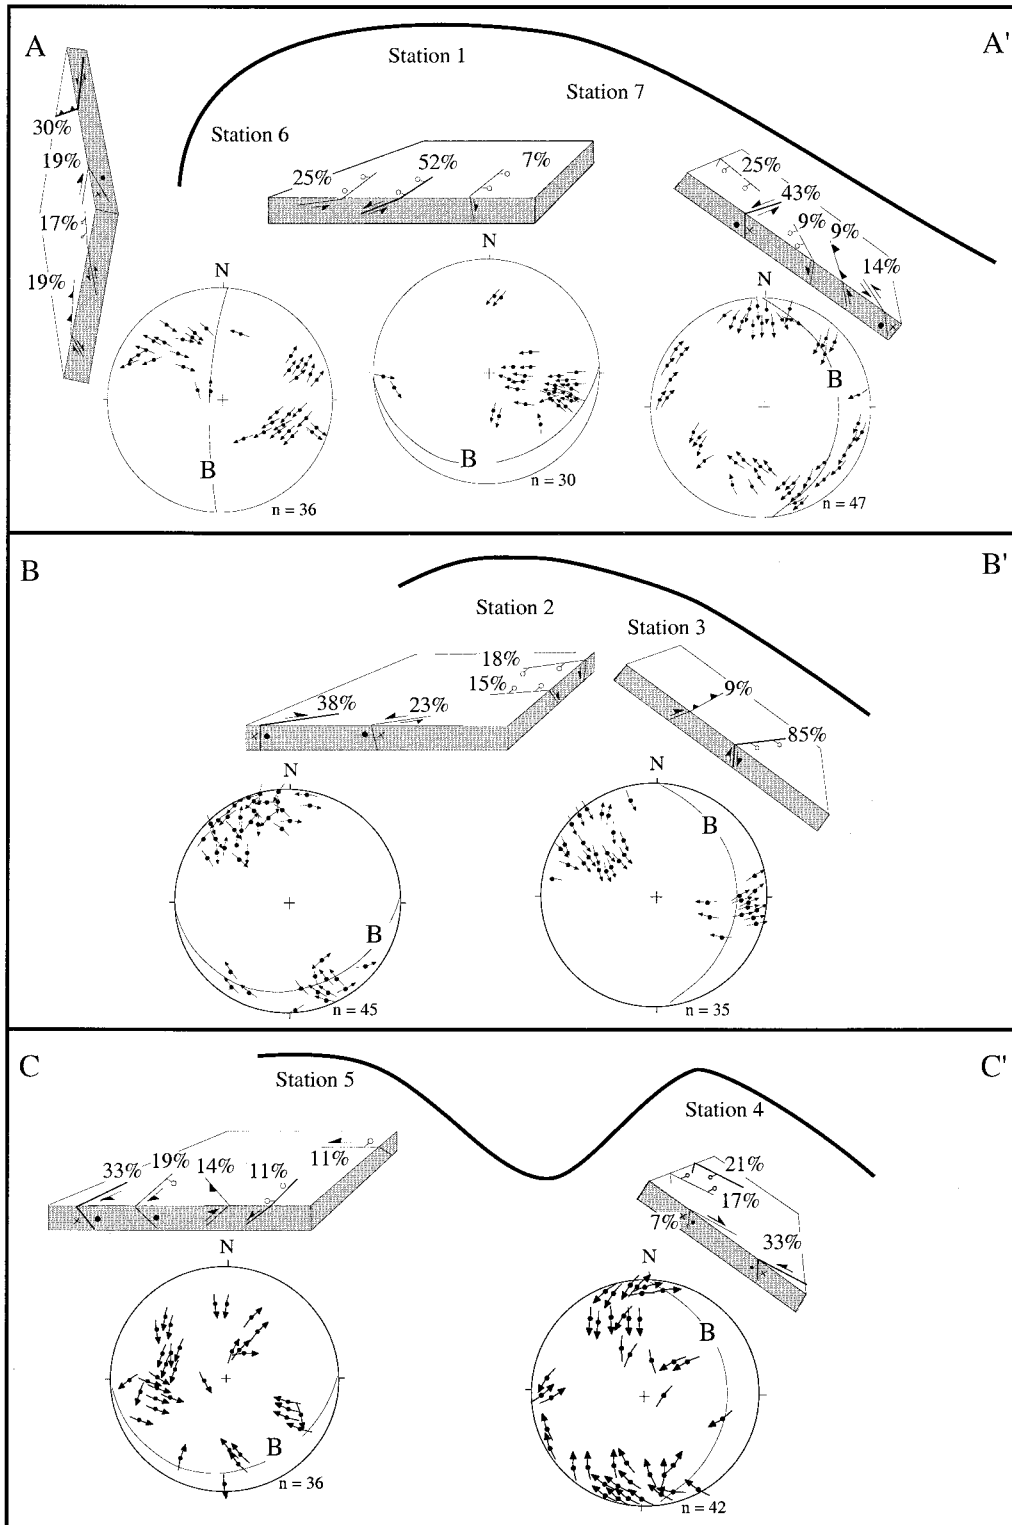 A
A'
Station 1
Station 7
Station 6
30%
19%
17%
19%
25%
52%
7%
25%
43%
9%
9%
14%
N
B
n = 36
N
B
n = 30
N
B
n = 47
B
B'
Station 2
Station 3
38%
23%
18%
15%
9%
85%
N
B
n = 45
N
B
n = 35
C
C'
Station 5
Station 4
33%
19%
14%
11%
11%
21%
17%
7%
33%
N
B
n = 36
N
B
n = 42